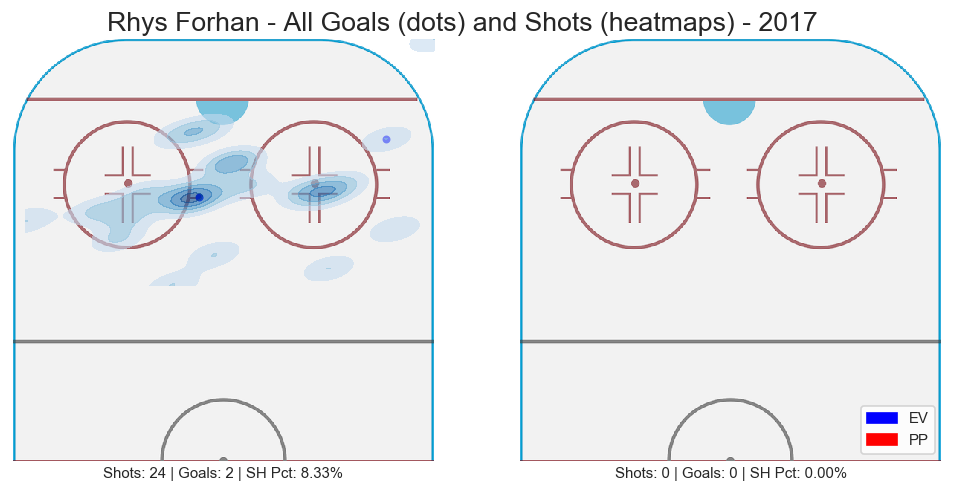 Rhys Forhan - All Goals (dots) and Shots (heatmaps) - 2017
EV
PP
Shots: 24 | Goals: 2 | SH Pct: 8.33%
Shots: 0 | Goals: 0 | SH Pct: 0.00%